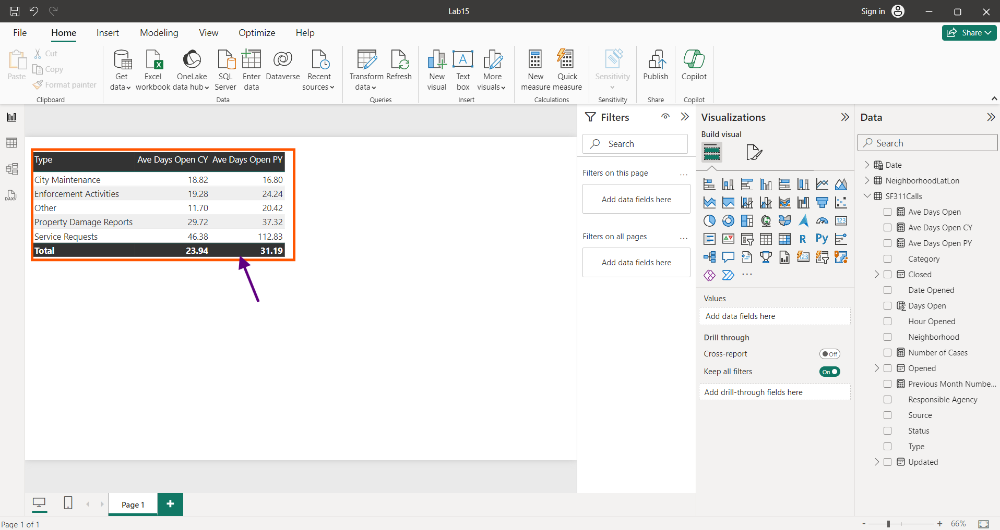 Lab15
Sign in
File
Home
Insert
Modeling
View
Optimize
Help
Share
Paste
Cut
Copy
Format painter
Clipboard
Get data
Excel workbook
OneLake data hub
SQL Server
Enter data
Dataverse
Recent sources
Data
Transform data
Refresh
Queries
New visual
Text box
More visuals
Insert
New measure
Quick measure
Calculations
Sensitivity
Sensitivity
Publish
Share
Copilot
Copilot
DAX
Type Ave Days Open CY Ave Days Open PY
City Maintenance 18.82 16.80
Enforcement Activities 19.28 24.24
Other 11.70 20.42
Property Damage Reports 29.72 37.32
Service Requests 46.38 112.83
Total 23.94 31.19
Filters
Search
Filters on this page ...
Add data fields here
Filters on all pages ...
Add data fields here
Visualizations
Build visual
123
R
Py
123
...
Values
Add data fields here
Drill through
Cross-report Off
Keep all filters On
Add drill-through fields here
Data
Search
Date
NeighborhoodLatLon
SF311Calls
Ave Days Open
Ave Days Open CY
Ave Days Open PY
Category
Closed
Date Opened
Days Open
Hour Opened
Neighborhood
Number of Cases
Opened
Previous Month Numbe...
Responsible Agency
Source
Status
Type
Updated
Page 1
+
Page 1 of 1
- + 66%